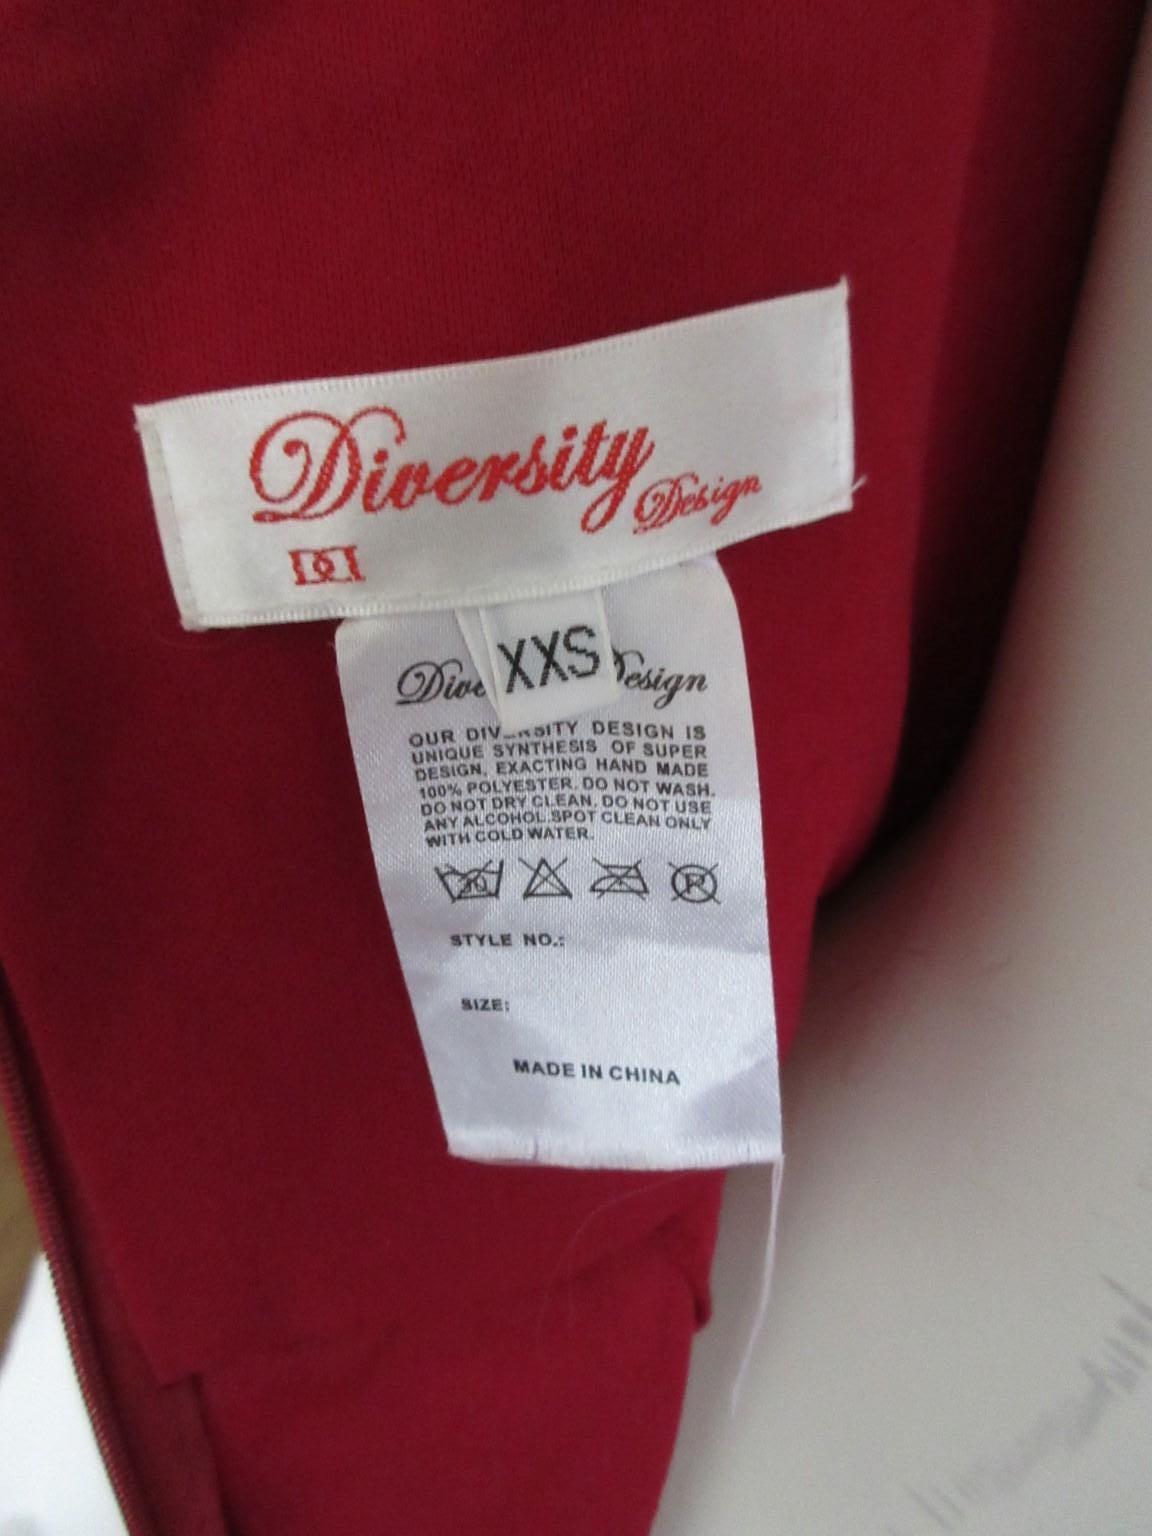 Diversity
Design
DD
XXS
Design
OUR DIVERSITY DESIGN IS
UNIQUE SYNTHESIS OF SUPER
DESIGN, EXACTING HAND MADE
100% POLYESTER. DO NOT WASH.
DO NOT DRY CLEAN. DO NOT USE
ANY ALCOHOL.SPOT CLEAN ONLY
WITH COLD WATER.
STYLE NO.:
SIZE:
MADE IN CHINA